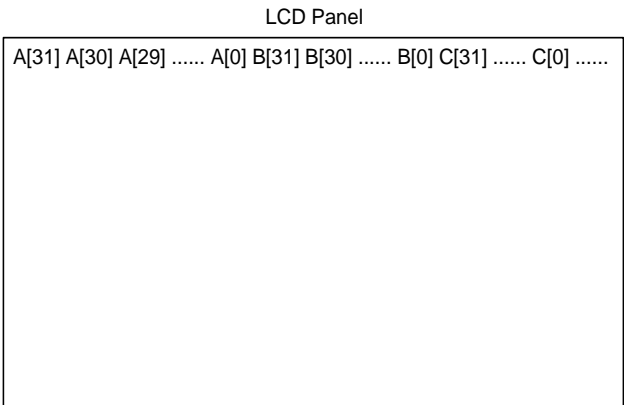 LCD Panel
A[31] A[30] A[29] ...... A[0] B[31] B[30] ...... B[0] C[31] ...... C[0] ......